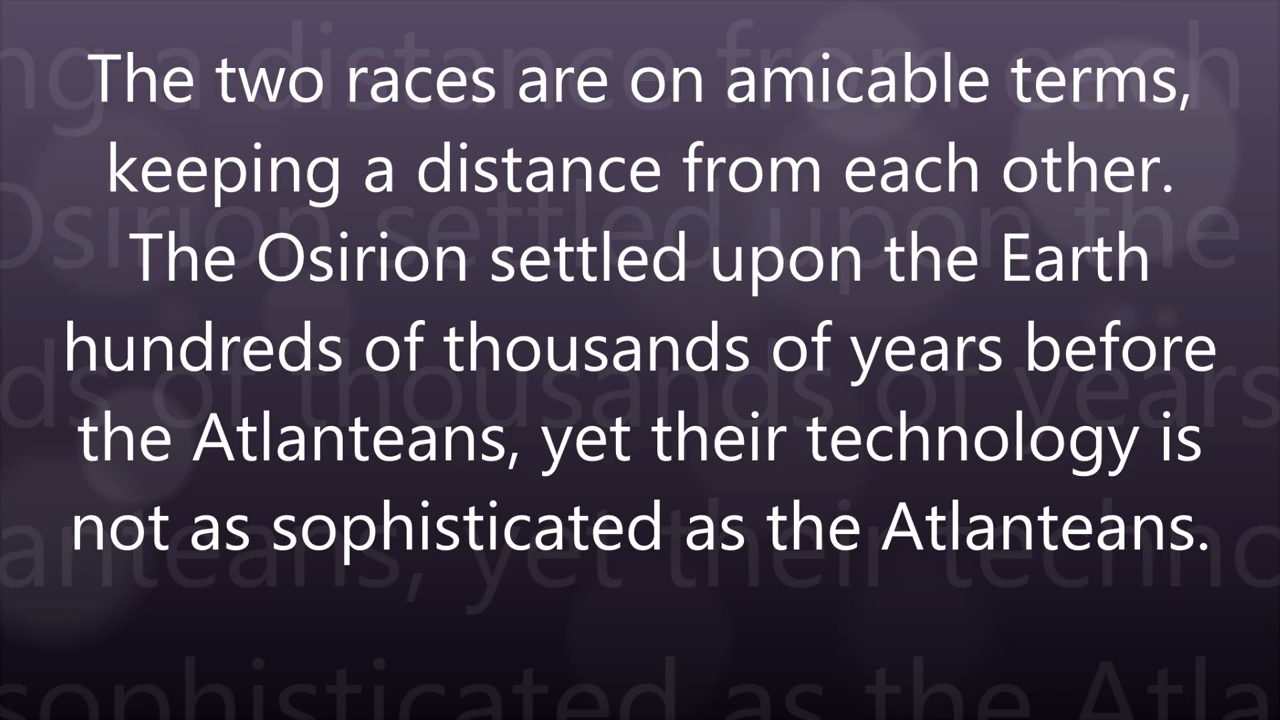 The two races are on amicable terms,
keeping a distance from each other.
The Osirion settled upon the Earth
hundreds of thousands of years before
the Atlanteans, yet their technology is
not as sophisticated as the Atlanteans.